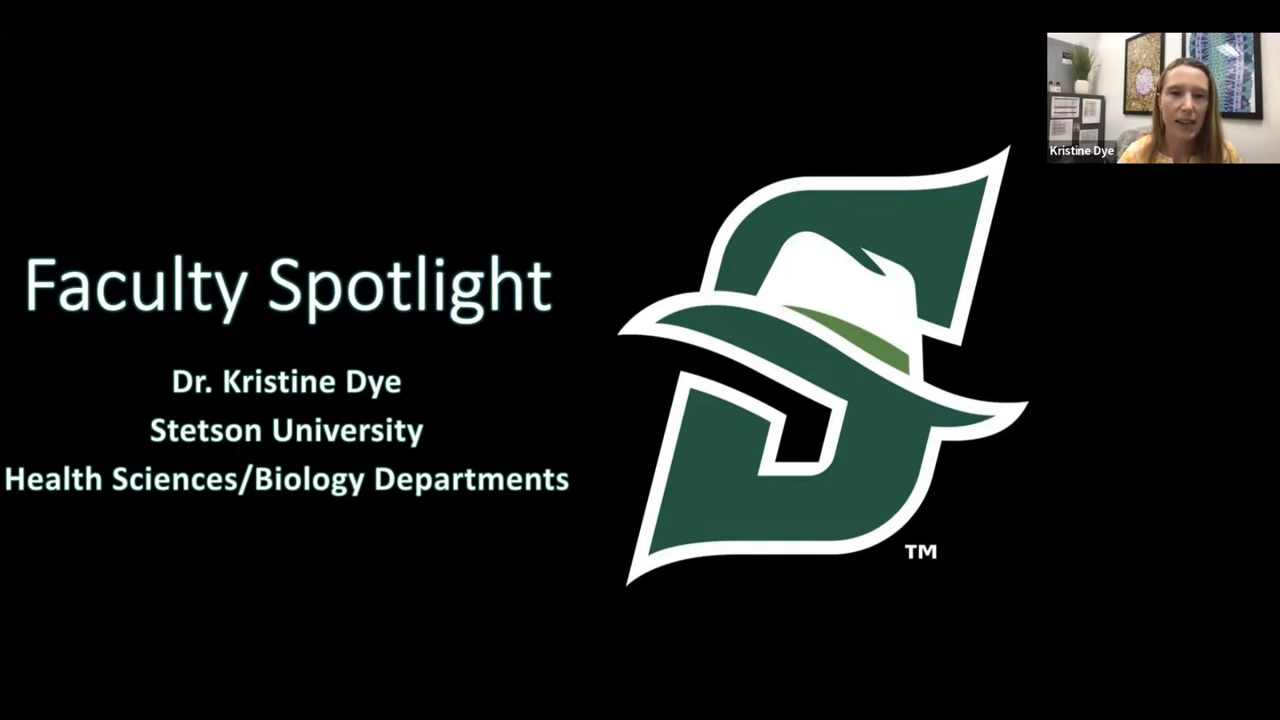 Faculty Spotlight
Dr. Kristine Dye
Stetson University
Health Sciences/Biology Departments
TM
Kristine Dye